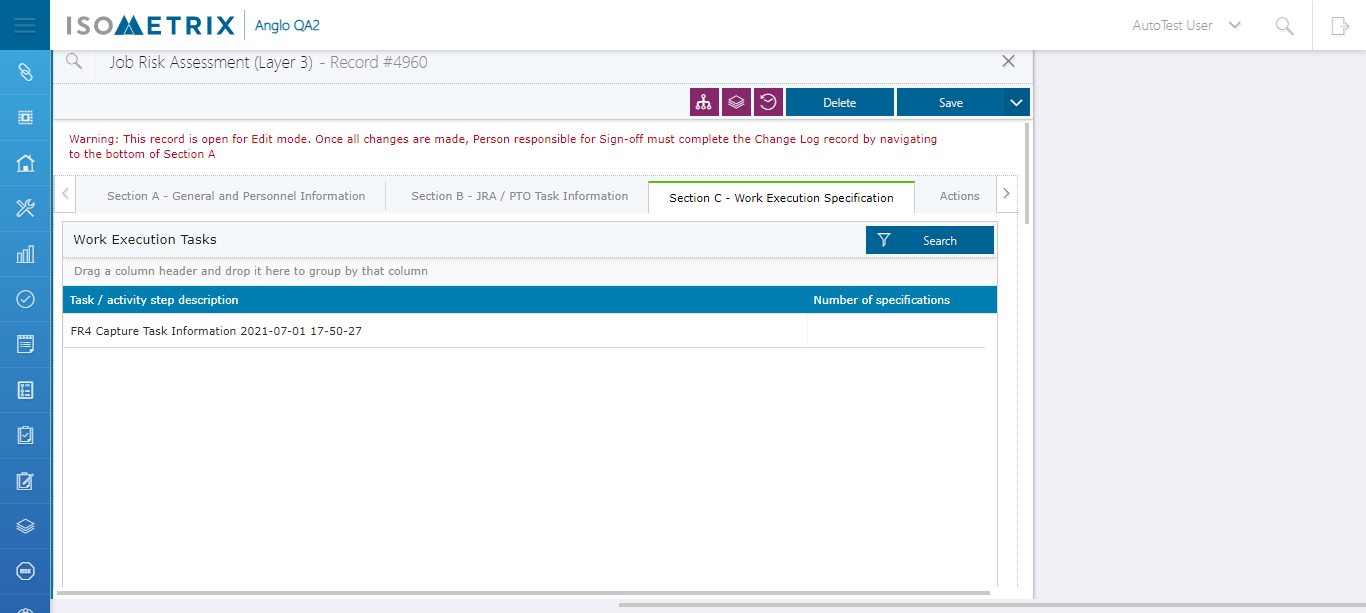 ISOMETRIX Anglo QA2 AutoTest User
Job Risk Assessment (Layer 3) - Record #4960
Delete Save
Warning: This record is open for Edit mode. Once all changes are made, Person responsible for Sign-off must complete the Change Log record by navigating
to the bottom of Section A
Section A - General and Personnel Information Section B - JRA / PTO Task Information Section C - Work Execution Specification Actions
Work Execution Tasks Search
Drag a column header and drop it here to group by that column
Task / activity step description Number of specifications
FR4 Capture Task Information 2021-07-01 17-50-27
RISK